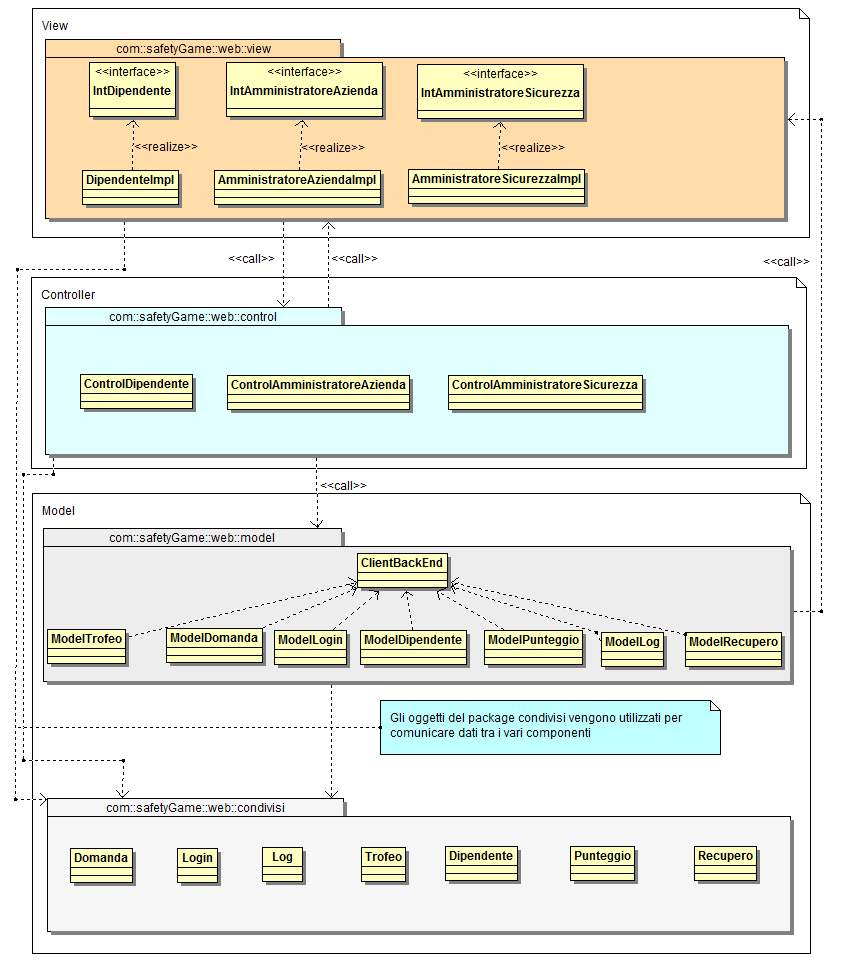 View
com::safetyGame::web::view
<<interface>>
IntDipendente
<<interface>>
IntAmministratoreAzienda
<<interface>>
IntAmministratoreSicurezza
<<realize>>
<<realize>>
<<realize>>
DipendenteImpl
AmministratoreAziendaImpl
AmministratoreSicurezzaImpl
<<call>>
<<call>>
<<call>>
Controller
com::safetyGame::web::control
ControlDipendente
ControlAmministratoreAzienda
ControlAmministratoreSicurezza
<<call>>
Model
com::safetyGame::web::model
ClientBackEnd
ModelTrofeo
ModelDomanda
ModelLogin
ModelDipendente
ModelPunteggio
ModelLog
ModelRecupero
Gli oggetti del package condivisi vengono utilizzati per
comunicare dati tra i vari componenti
com::safetyGame::web::condivisi
Domanda
Login
Log
Trofeo
Dipendente
Punteggio
Recupero